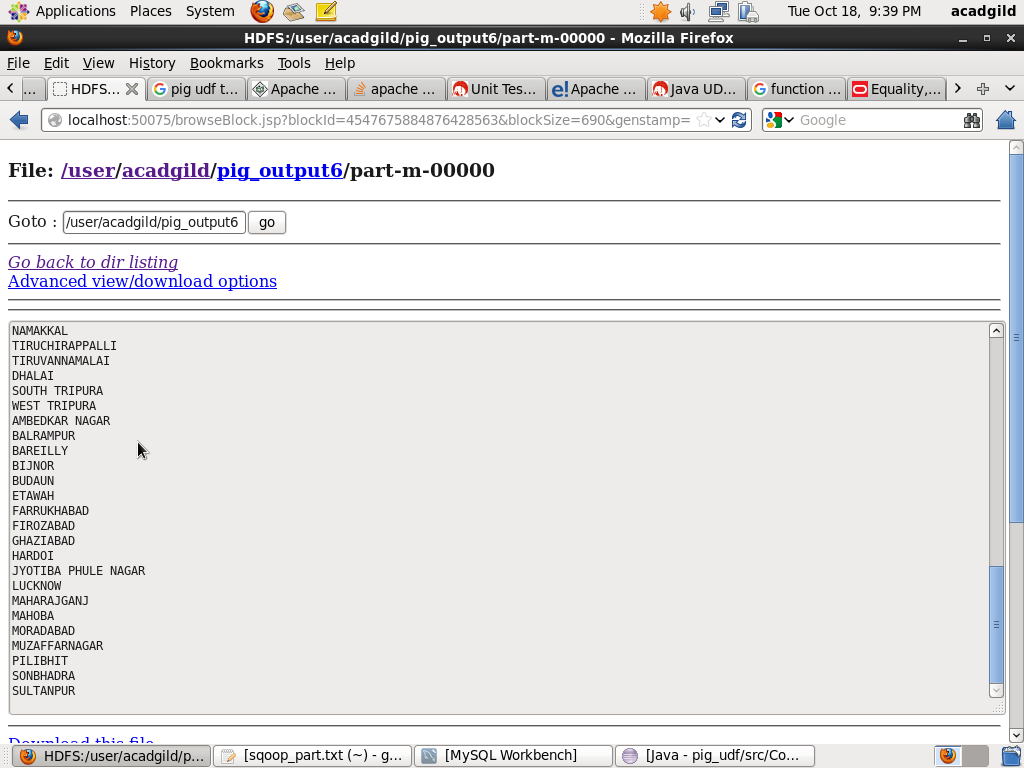 Applications Places System Tue Oct 18, 9:39 PM acadgild
HDFS:/user/acadgild/pig_output6/part-m-00000 - Mozilla Firefox
File Edit View History Bookmarks Tools Help
... HDFS... pig udf t... Apache ... apache ... Unit Tes... Apache ... Java UD... function ... Equality,...
localhost:50075/browseBlock.jsp?blockId=4547675884876428563&blockSize=690&genstamp= Google
File: /user/acadgild/pig_output6/part-m-00000
Goto : /user/acadgild/pig_output6 go
Go back to dir listing
Advanced view/download options
NAMAKKAL
TIRUCHIRAPPALLI
TIRUVANNAMALAI
DHALAI
SOUTH TRIPURA
WEST TRIPURA
AMBEDKAR NAGAR
BALRAMPUR
BAREILLY
BIJNOR
BUDAUN
ETAWAH
FARRUKHABAD
FIROZABAD
GHAZIABAD
HARDOI
JYOTIBA PHULE NAGAR
LUCKNOW
MAHARAJGANJ
MAHOBA
MORADABAD
MUZAFFARNAGAR
PILIBHIT
SONBHADRA
SULTANPUR
Download this file
HDFS:/user/acadgild/p... [sqoop_part.txt (~) - g... [MySQL Workbench] [Java - pig_udf/src/Co...